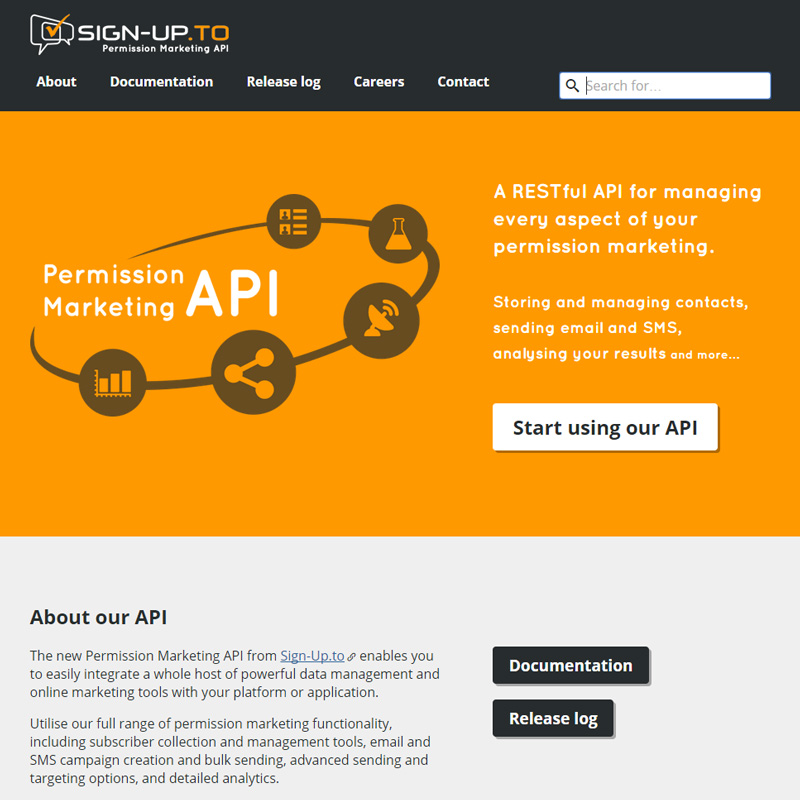 SIGN-UP.TO
Permission Marketing API
About
Documentation
Release log
Careers
Contact
Search for...
Permission
Marketing
API
A RESTful API for managing
every aspect of your
permission marketing.
Storing and managing contacts,
sending email and SMS,
analysing your results and more...
Start using our API
About our API
The new Permission Marketing API from Sign-Up.to enables you
to easily integrate a whole host of powerful data management and
online marketing tools with your platform or application.
Utilise our full range of permission marketing functionality,
including subscriber collection and management tools, email and
SMS campaign creation and bulk sending, advanced sending and
targeting options, and detailed analytics.
Documentation
Release log